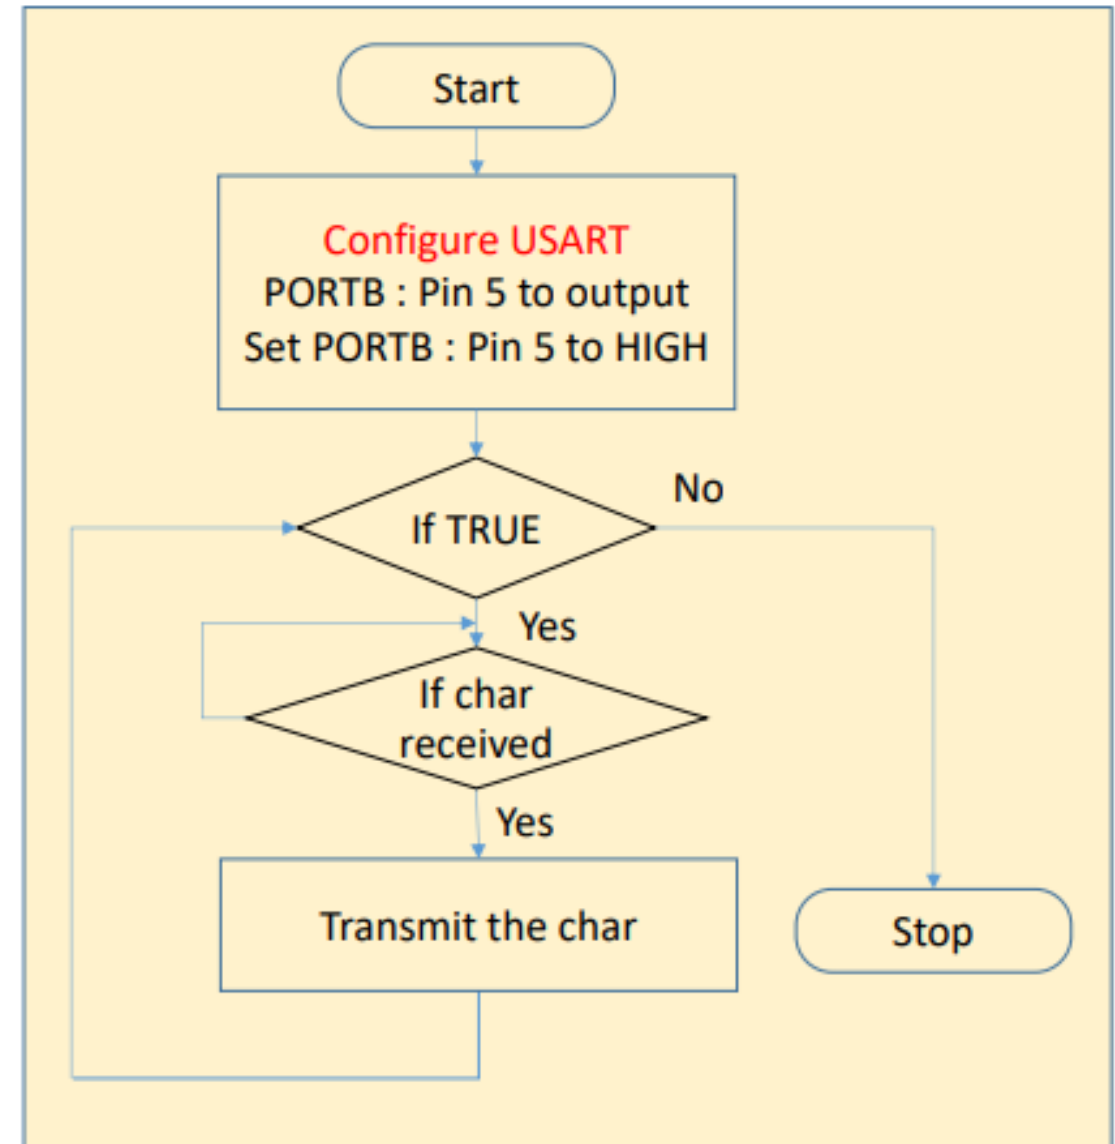 Start
Configure USART
PORTB : Pin 5 to output
Set PORTB : Pin 5 to HIGH
If TRUE
No
Yes
If char
received
Yes
Transmit the char
Stop